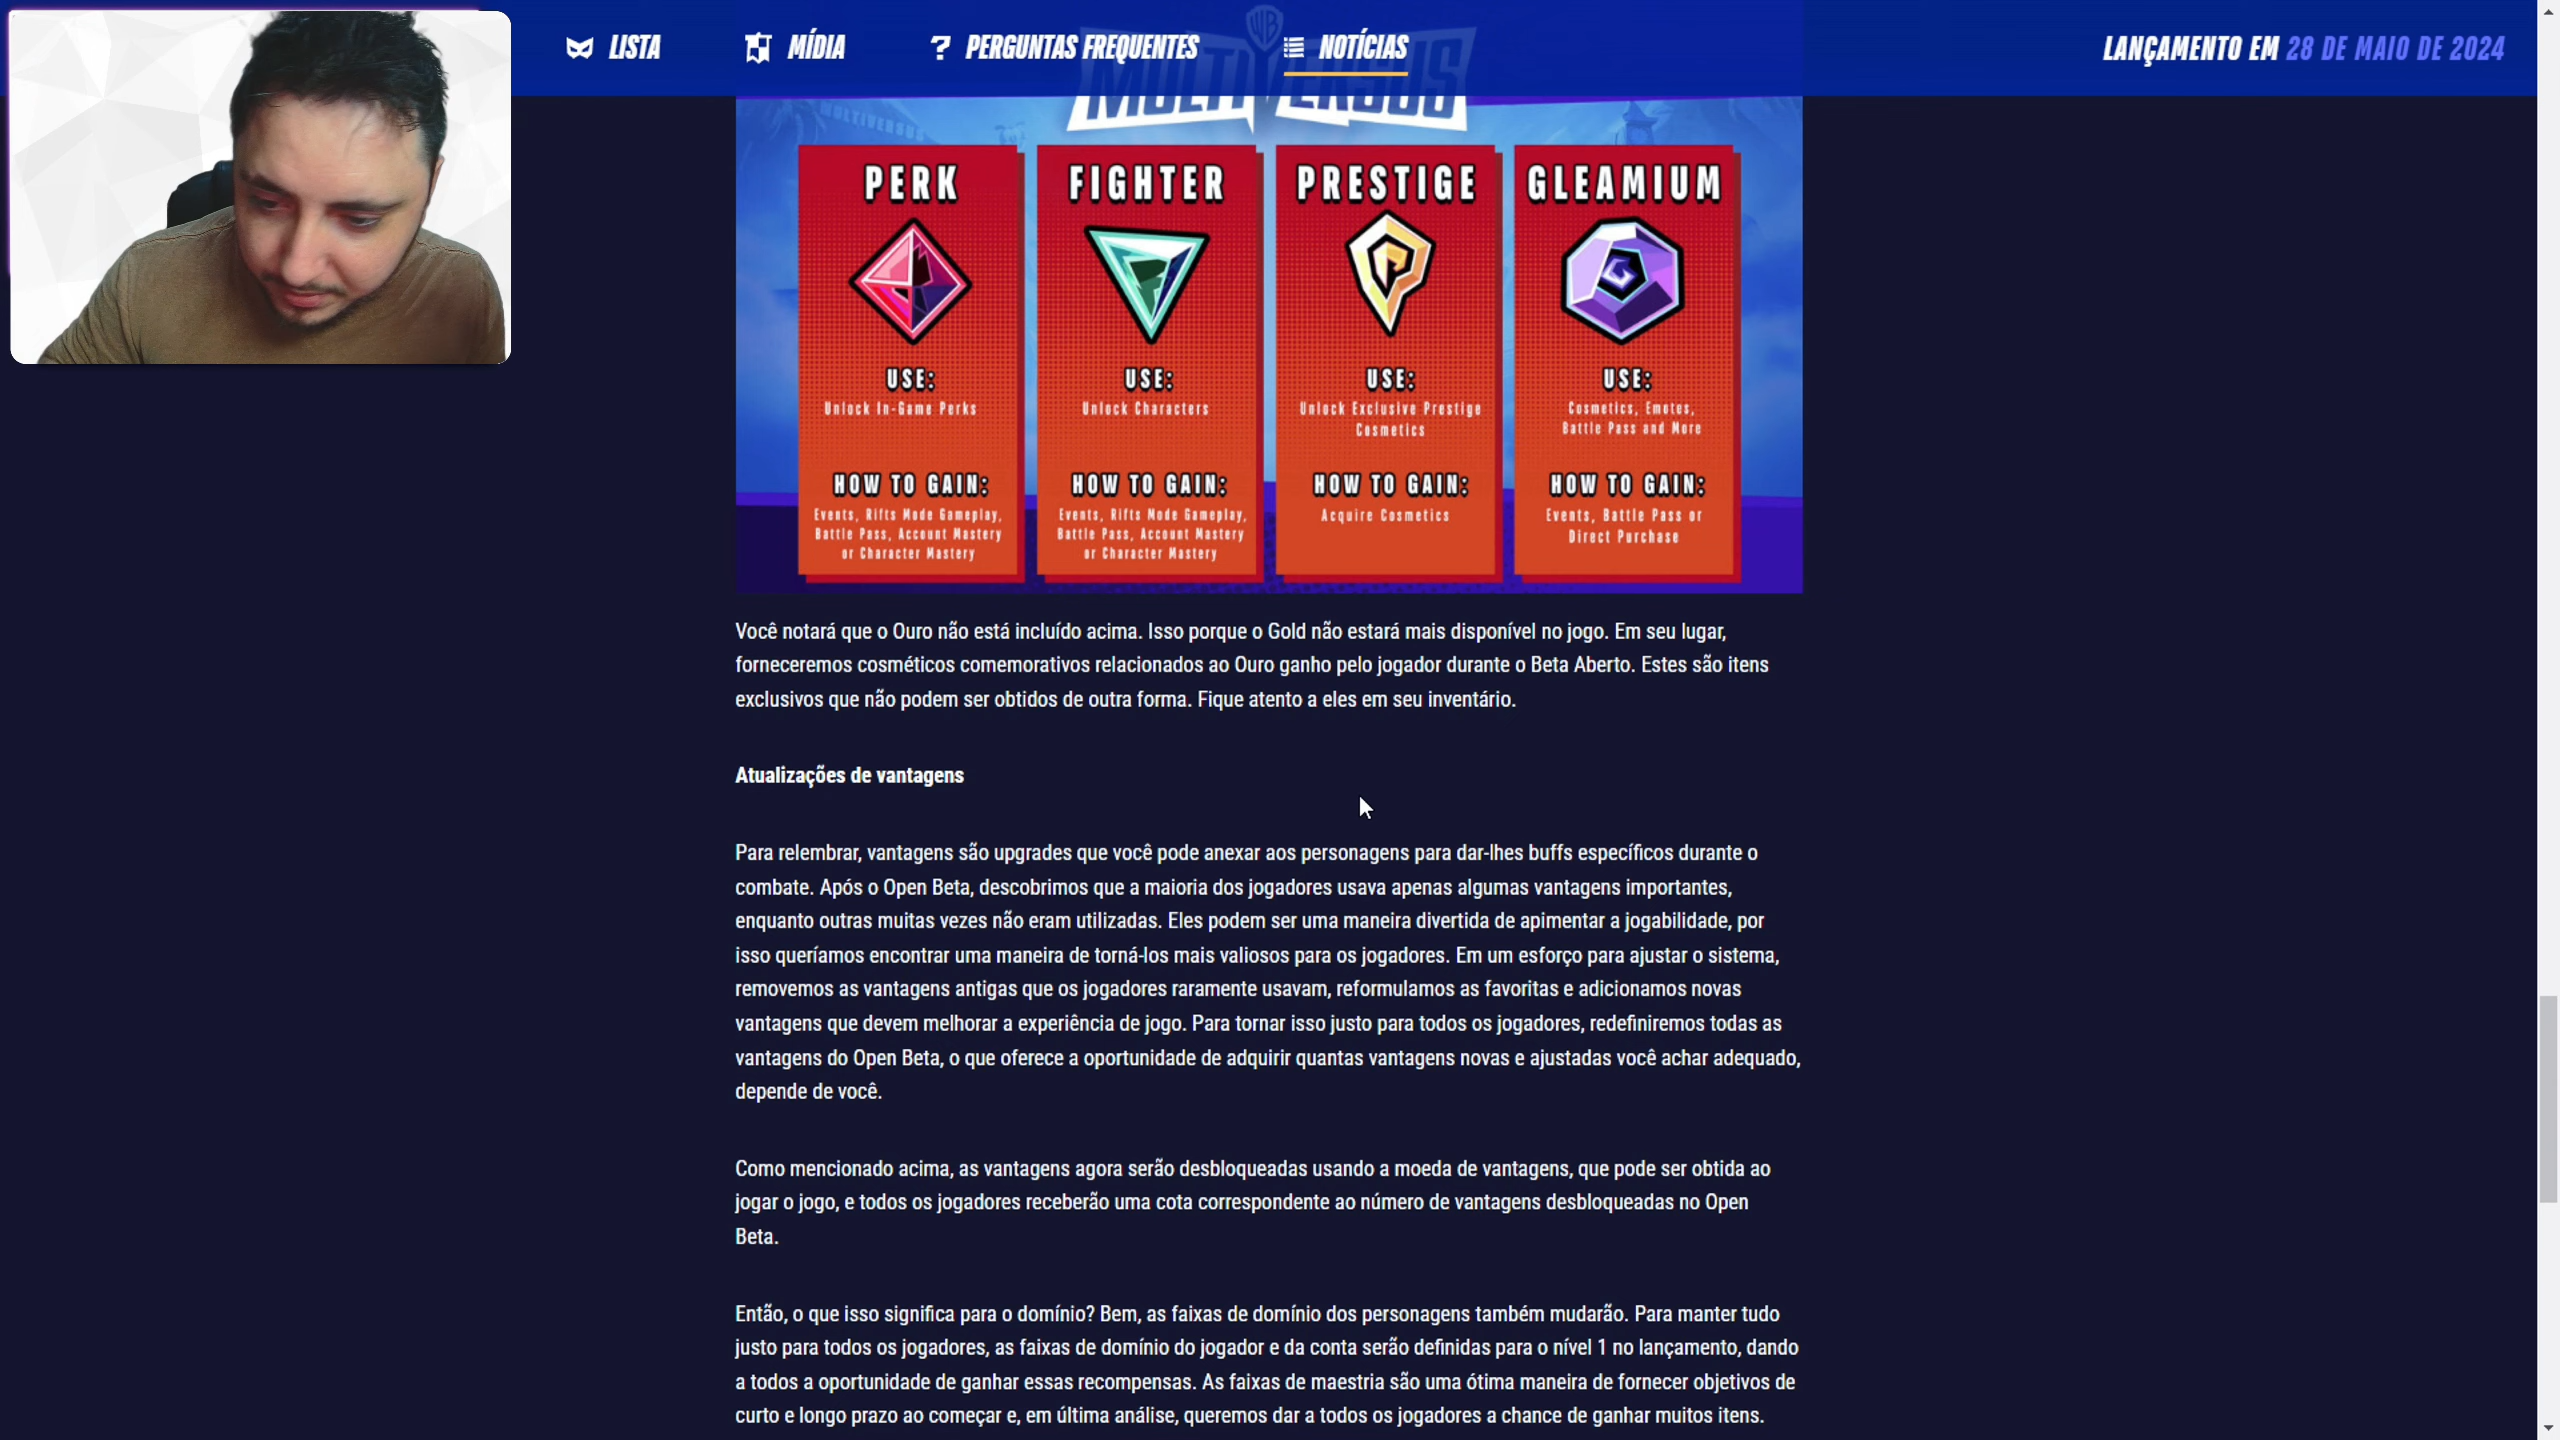 LISTA
MÍDIA
? PERGUNTAS FREQUENTES
NOTÍCIAS
LANÇAMENTO EM 28 DE MAIO DE 2024
WB
MULTIVERSUS
MULTIVERSUS
PERK
USE:
Unlock In-Game Perks
HOW TO GAIN:
Events, Rifts Mode Gameplay,
Battle Pass, Account Mastery
or Character Mastery
FIGHTER
USE:
Unlock Characters
HOW TO GAIN:
Events, Rifts Mode Gameplay,
Battle Pass, Account Mastery
or Character Mastery
PRESTIGE
USE:
Unlock Exclusive Prestige
Cosmetics
HOW TO GAIN:
Acquire Cosmetics
GLEAMIUM
USE:
Cosmetics, Emotes,
Battle Pass and More
HOW TO GAIN:
Events, Battle Pass or
Direct Purchase
Você notará que o Ouro não está incluído acima. Isso porque o Gold não estará mais disponível no jogo. Em seu lugar,
forneceremos cosméticos comemorativos relacionados ao Ouro ganho pelo jogador durante o Beta Aberto. Estes são itens
exclusivos que não podem ser obtidos de outra forma. Fique atento a eles em seu inventário.
Atualizações de vantagens
Para relembrar, vantagens são upgrades que você pode anexar aos personagens para dar-lhes buffs específicos durante o
combate. Após o Open Beta, descobrimos que a maioria dos jogadores usava apenas algumas vantagens importantes,
enquanto outras muitas vezes não eram utilizadas. Eles podem ser uma maneira divertida de apimentar a jogabilidade, por
isso queríamos encontrar uma maneira de torná-los mais valiosos para os jogadores. Em um esforço para ajustar o sistema,
removemos as vantagens antigas que os jogadores raramente usavam, reformulamos as favoritas e adicionamos novas
vantagens que devem melhorar a experiência de jogo. Para tornar isso justo para todos os jogadores, redefiniremos todas as
vantagens do Open Beta, o que oferece a oportunidade de adquirir quantas vantagens novas e ajustadas você achar adequado,
depende de você.
Como mencionado acima, as vantagens agora serão desbloqueadas usando a moeda de vantagens, que pode ser obtida ao
jogar o jogo, e todos os jogadores receberão uma cota correspondente ao número de vantagens desbloqueadas no Open
Beta.
Então, o que isso significa para o domínio? Bem, as faixas de domínio dos personagens também mudarão. Para manter tudo
justo para todos os jogadores, as faixas de domínio do jogador e da conta serão definidas para o nível 1 no lançamento, dando
a todos a oportunidade de ganhar essas recompensas. As faixas de maestria são uma ótima maneira de fornecer objetivos de
curto e longo prazo ao começar e, em última análise, queremos dar a todos os jogadores a chance de ganhar muitos itens.